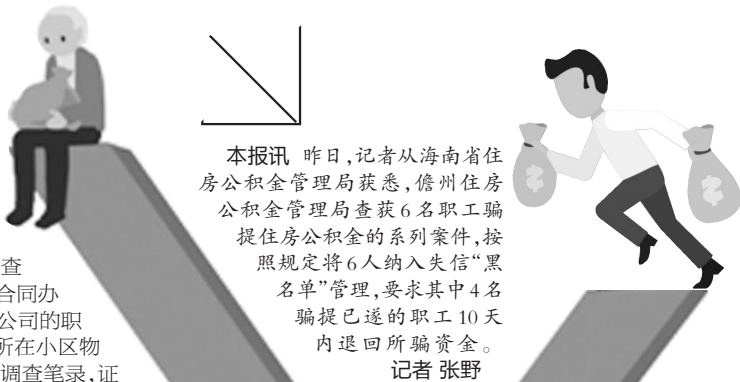 本报讯 昨日,记者从海南省住
房公积金管理局获悉,儋州住房
公积金管理局查获6名职工骗
提住房公积金的系列案件,按
照规定将6人纳入失信“黑
名单”管理,要求其中4名
骗提已遂的职工10天
内退回所骗资金。
记者 张野
查
合同办
公司的职
所在小区物
调查笔录,证